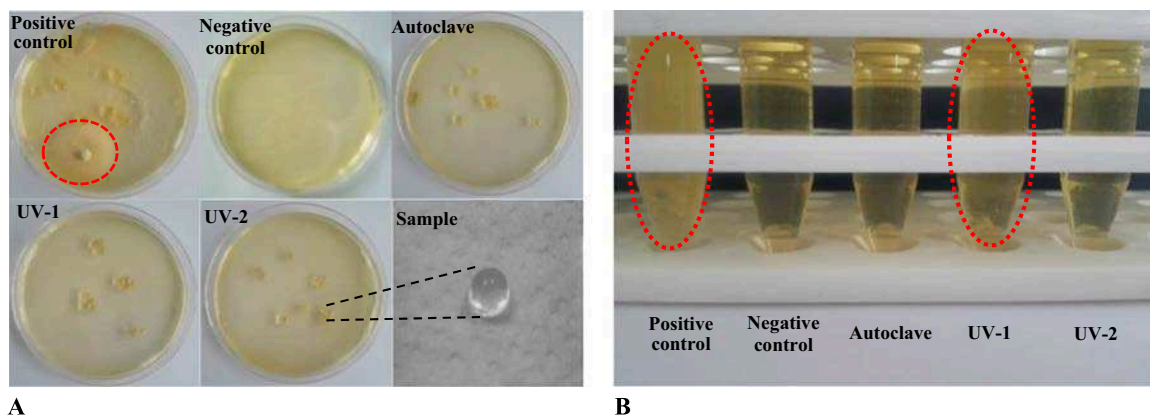 Positive
control
Negative
control
Autoclave
UV-1
UV-2
Sample
A
Positive
control
Negative
control
Autoclave
UV-1
UV-2
B